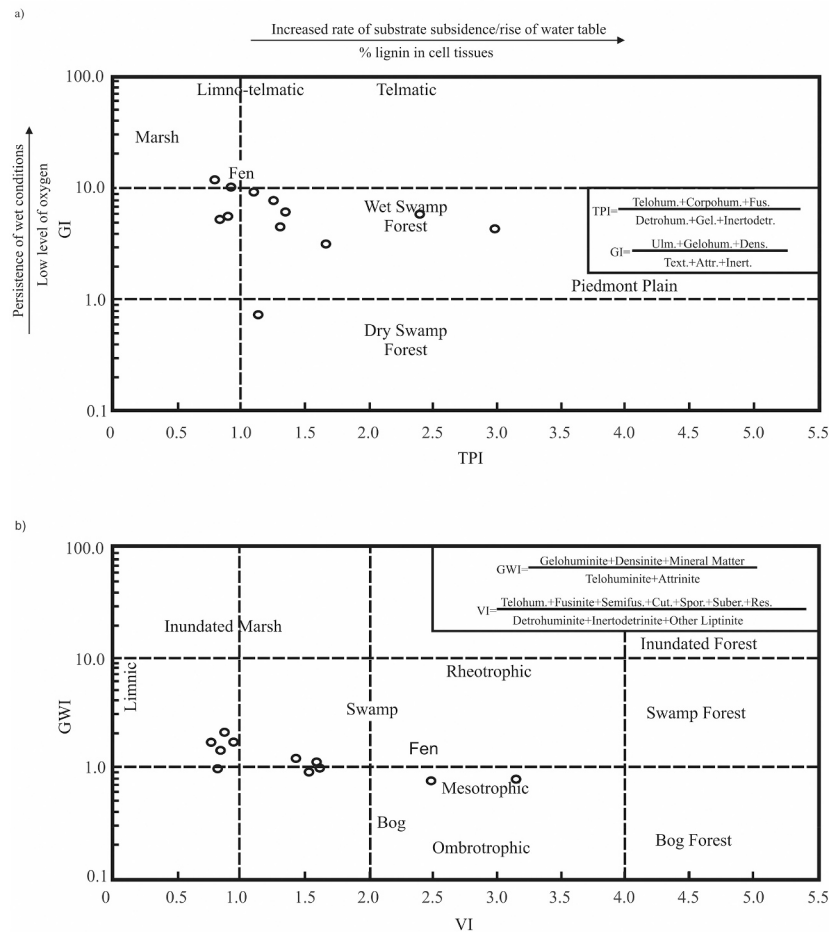 a)
Increased rate of substrate subsidence/rise of water table
% lignin in cell tissues
Persistence of wet conditions
Low level of oxygen
GI
100.0
10.0
1.0
0.1
Limno-telmatic
Telmatic
Marsh
Fen
Wet Swamp
Forest
TPI=
Telohum.+Corpohum.+Fus.
Detrohum.+Gel.+Inertodetr.
GI=
Ulm.+Gelohum.+Dens.
Text.+Attr.+Inert.
Piedmont Plain
Dry Swamp
Forest
0 0.5 1.0 1.5 2.0 2.5 3.0 4.0 4.5 5.0 5.5
TPI
b)
GWI
100.0
10.0
1.0
0.1
GWI=
Gelohuminite+Densinite+Mineral Matter
Telohuminite+Attrinite
VI=
Telohum.+Fusinite+Semifus.+Cut.+Spor.+Suber.+Res.
Detrohuminite+Inertodetrinite+Other Liptinite
Inundated Marsh
Inundated Forest
Limnic
Rheotrophic
Swamp
Swamp Forest
Fen
Mesotrophic
Bog
Ombrotrophic
Bog Forest
0 1.0 1.5 2.0 2.5 3.0 3.5 4.0 4.5 5.0 5.5
VI